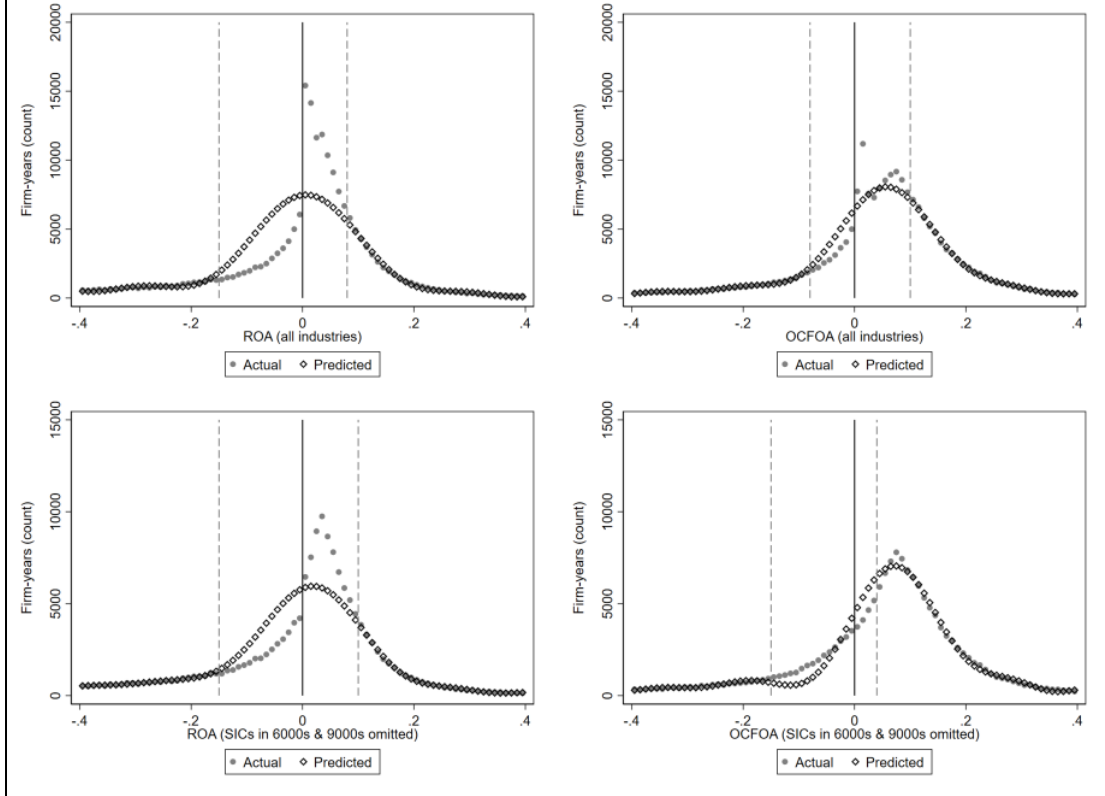 Firm-years (count)
0 5000 10000 15000 20000
-.4 -.2 0 .2 .4
ROA (all industries)
Actual Predicted
Firm-years (count)
0 5000 10000 15000 20000
-.4 -.2 0 .2 .4
OCFOA (all industries)
Actual Predicted
Firm-years (count)
0 5000 10000 15000
-.4 -.2 0 .2 .4
ROA (SICs in 6000s & 9000s omitted)
Actual Predicted
Firm-years (count)
0 5000 10000 15000
-.4 -.2 0 .2 .4
OCFOA (SICs in 6000s & 9000s omitted)
Actual Predicted